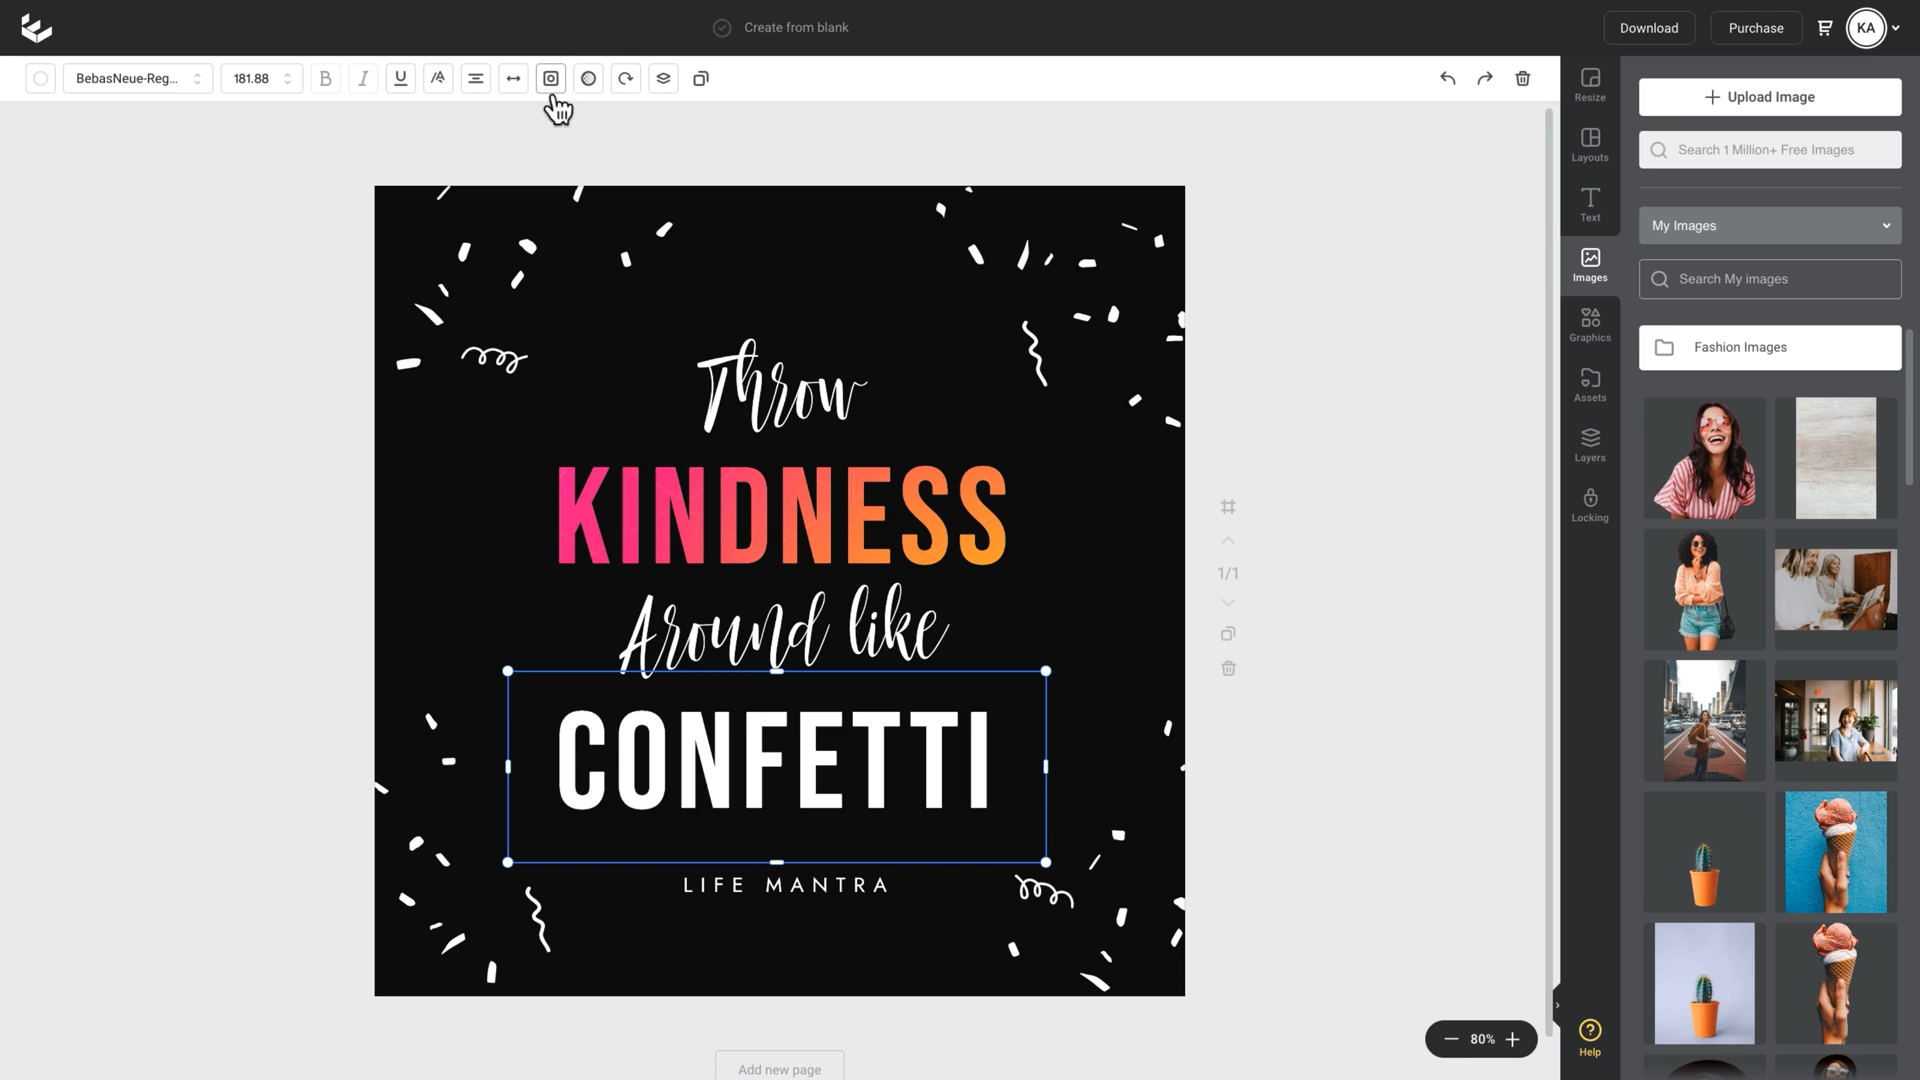 Create from blank
Download
Purchase
KA
BebasNeue-Reg...
181.88
B
I
U
Throw
KINDNESS
Around like
CONFETTI
LIFE MANTRA
1/1
80%
Add new page
Resize
Layouts
Text
Images
Graphics
Assets
Layers
Locking
Help
Upload Image
Search 1 Million+ Free Images
My Images
Search My images
Fashion Images